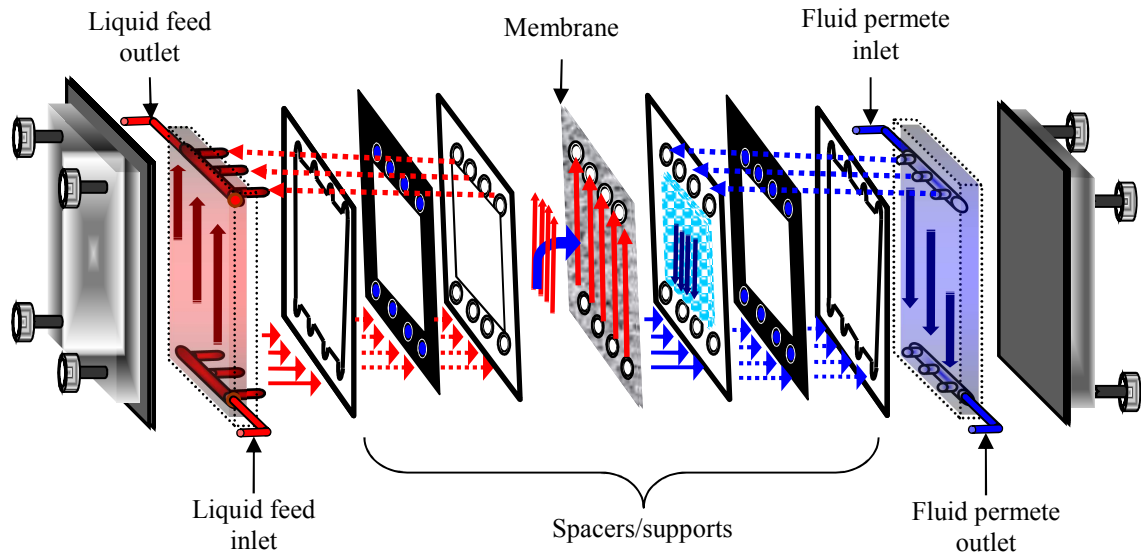 Liquid feed
outlet
Membrane
Fluid permete
inlet
Liquid feed
inlet
Spacers/supports
Fluid permete
outlet